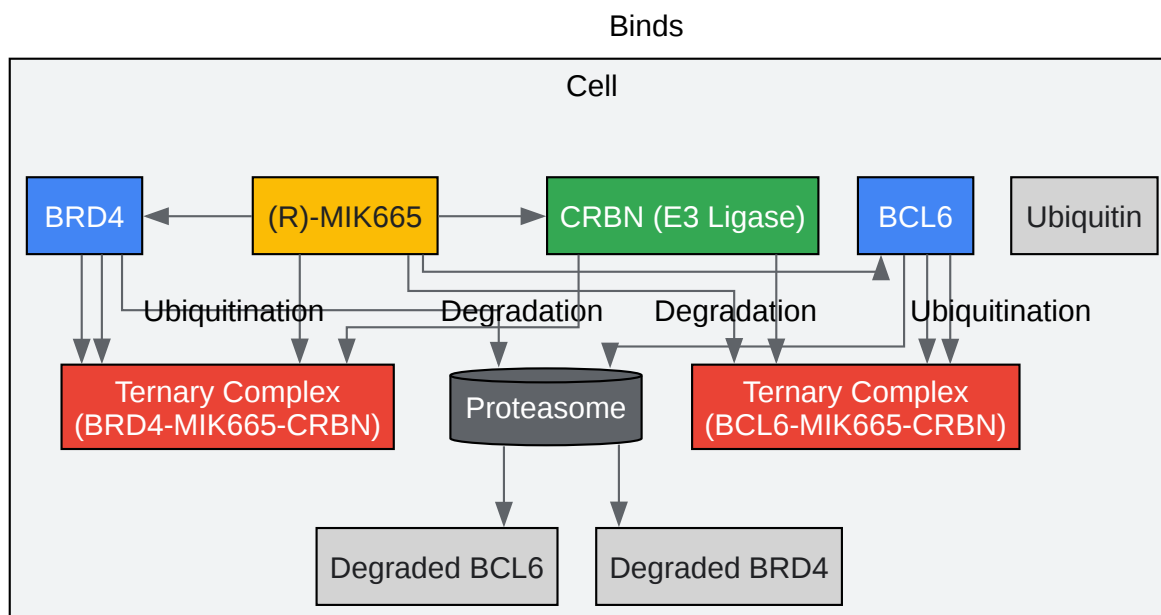 Binds
Cell
BRD4
(R)-MIK665
CRBN (E3 Ligase)
BCL6
Ubiquitin
Ubiquitination
Degradation
Degradation
Ubiquitination
Ternary Complex
(BRD4-MIK665-CRBN)
Proteasome
Ternary Complex
(BCL6-MIK665-CRBN)
Degraded BCL6
Degraded BRD4